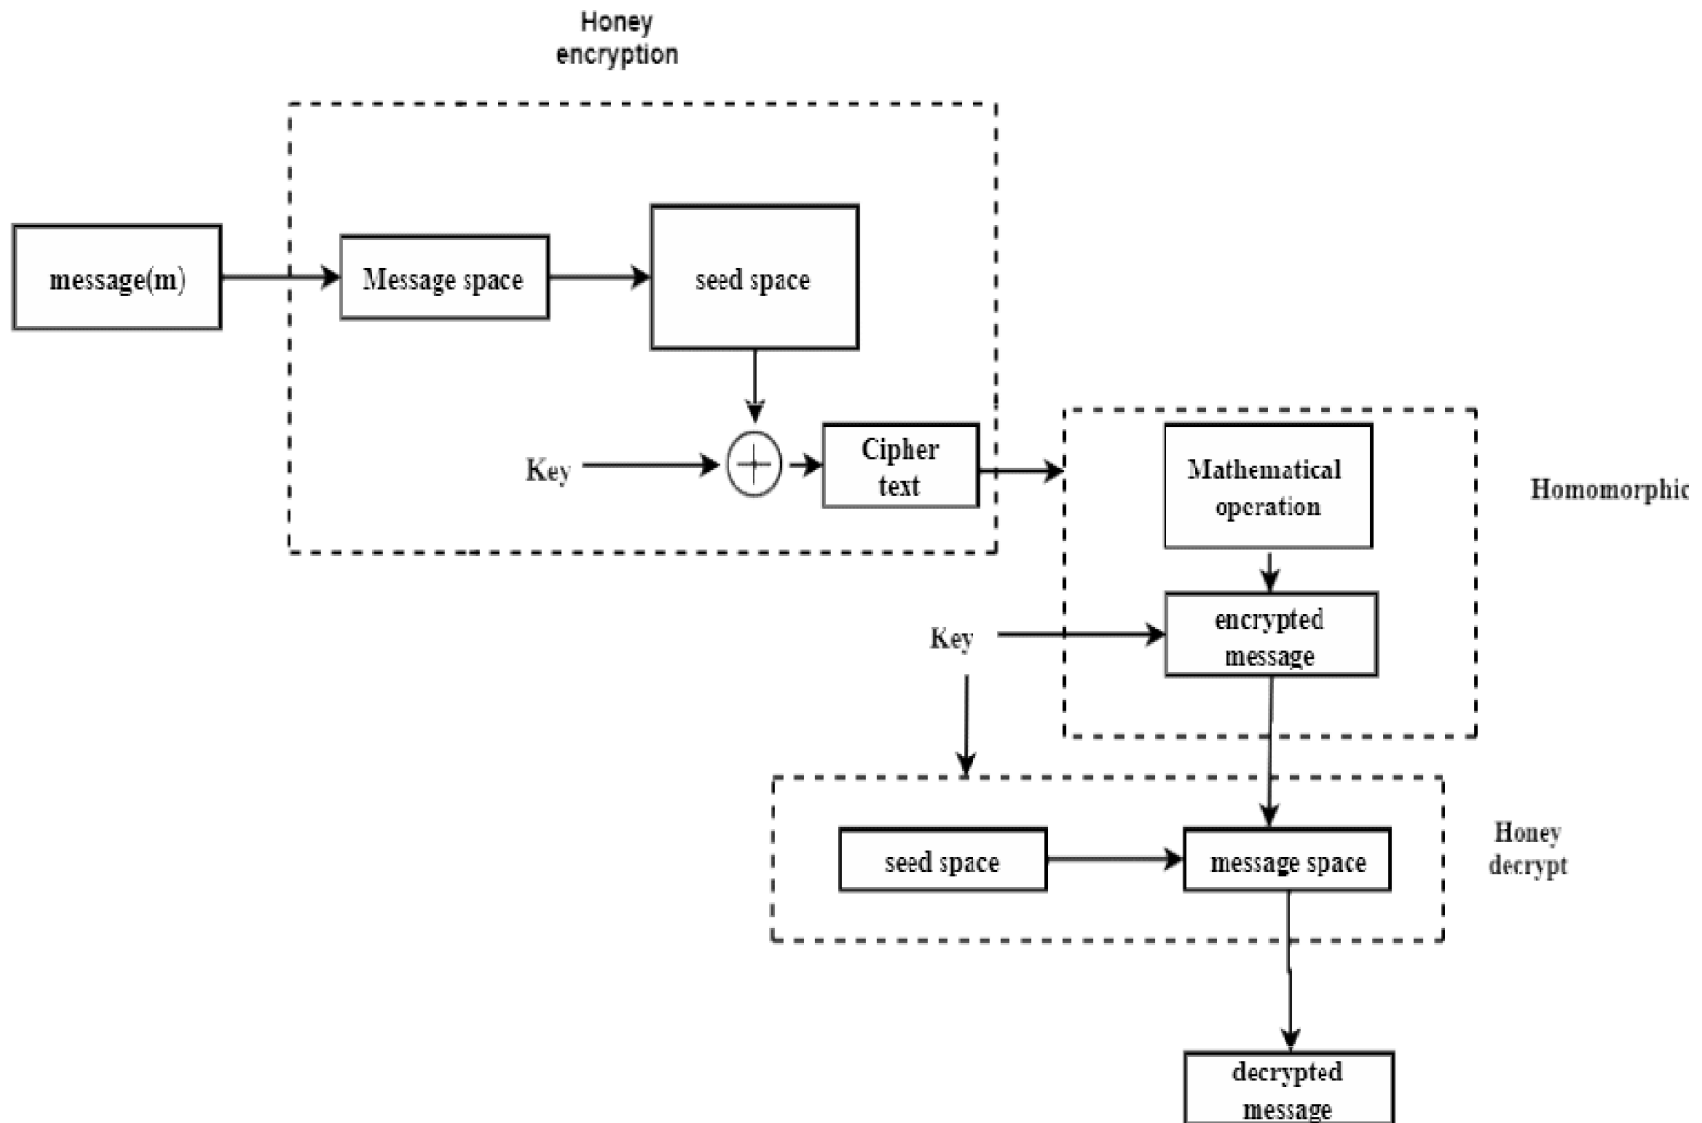 Honey
encryption
message(m)
Message space
seed space
Key
Cipher
text
Mathematical
operation
Homomorphic
encrypted
message
Key
seed space
message space
Honey
decrypt
decrypted
message